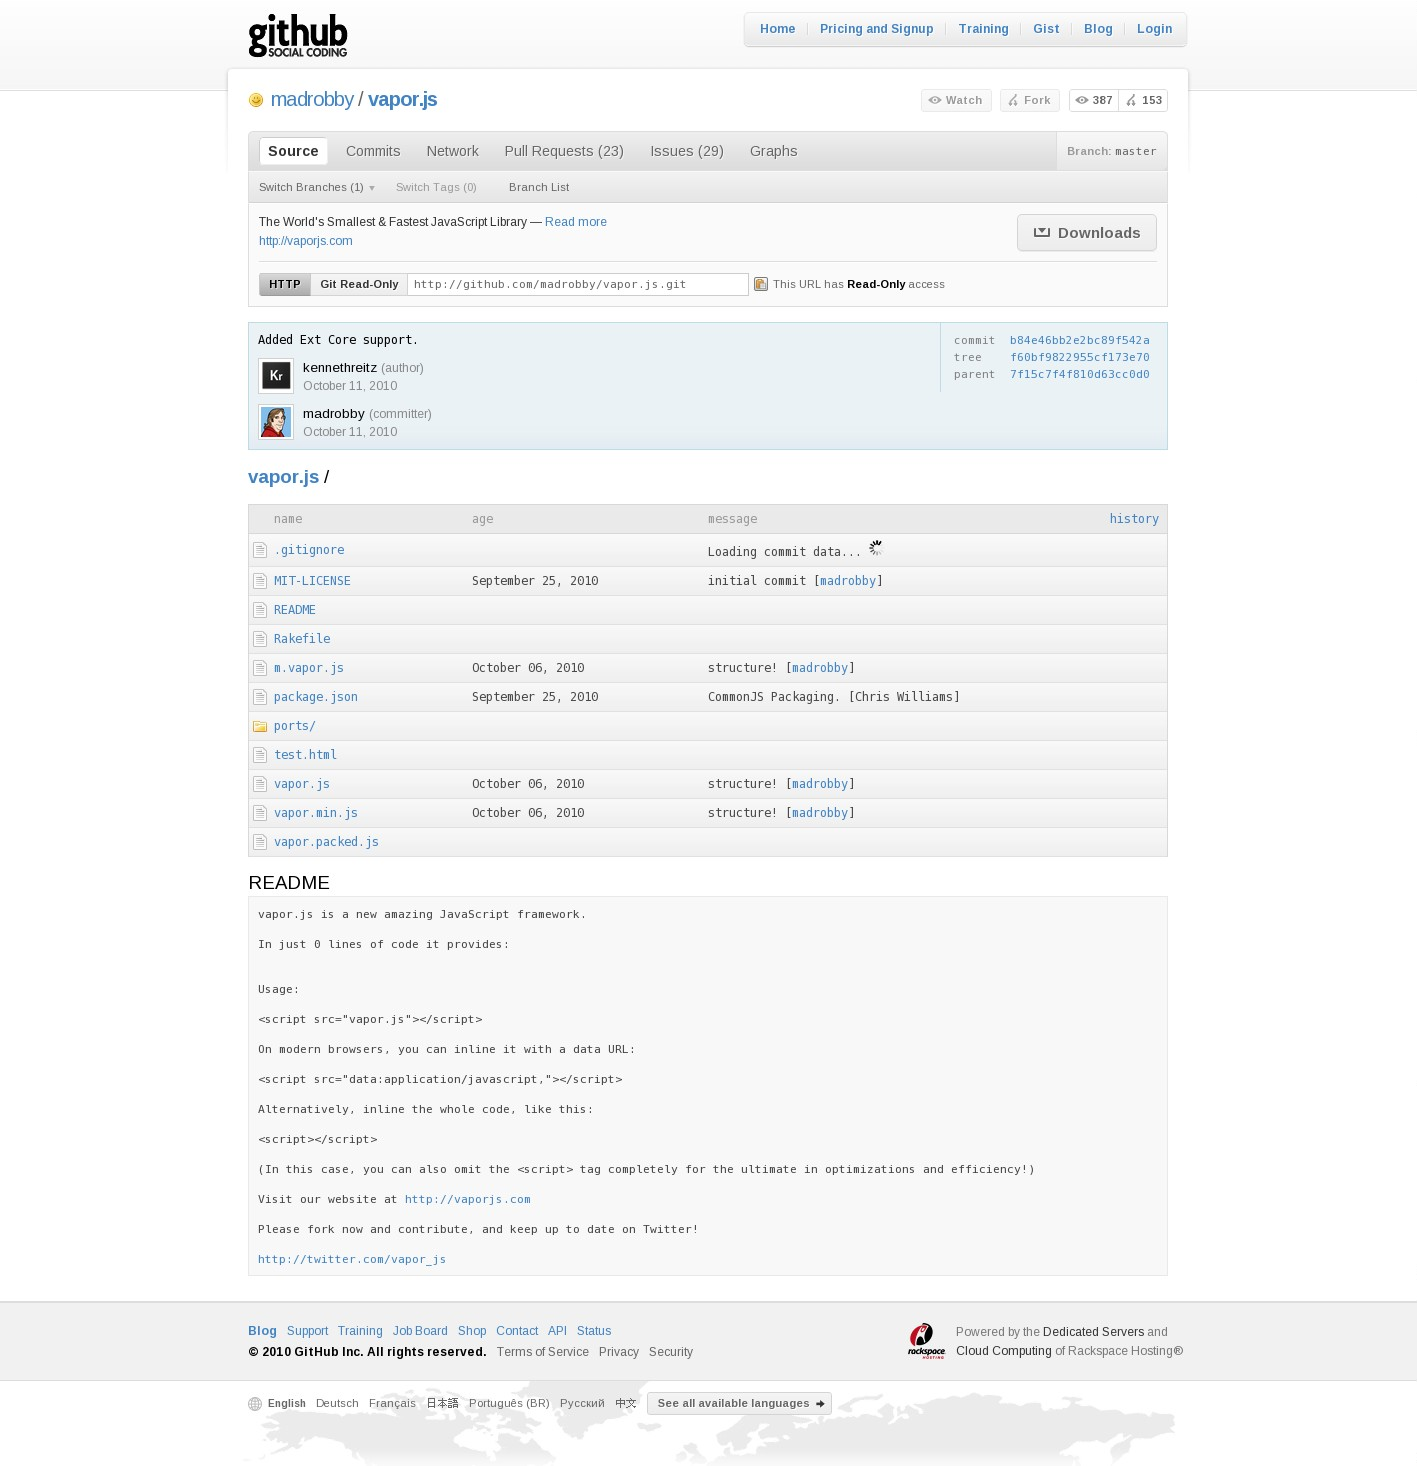 github
SOCIAL CODING
Home Pricing and Signup Training Gist Blog Login
madrobby / vapor.js
Watch Fork 387 153
Source Commits Network Pull Requests (23) Issues (29) Graphs Branch: master
Switch Branches (1) ▾ Switch Tags (0) Branch List
The World's Smallest & Fastest JavaScript Library — Read more
http://vaporjs.com
Downloads
HTTP Git Read-Only http://github.com/madrobby/vapor.js.git This URL has Read-Only access
Added Ext Core support.
Kr
kennethreitz (author)
October 11, 2010
madrobby (committer)
October 11, 2010
commit b84e46bb2e2bc89f542a
tree f60bf9822955cf173e70
parent 7f15c7f4f810d63cc0d0
vapor.js /
name age message history
.gitignore Loading commit data...
MIT-LICENSE September 25, 2010 initial commit [madrobby]
README
Rakefile
m.vapor.js October 06, 2010 structure! [madrobby]
package.json September 25, 2010 CommonJS Packaging. [Chris Williams]
ports/
test.html
vapor.js October 06, 2010 structure! [madrobby]
vapor.min.js October 06, 2010 structure! [madrobby]
vapor.packed.js
README
vapor.js is a new amazing JavaScript framework.
In just 0 lines of code it provides:
Usage:
<script src="vapor.js"></script>
On modern browsers, you can inline it with a data URL:
<script src="data:application/javascript,"></script>
Alternatively, inline the whole code, like this:
<script></script>
(In this case, you can also omit the <script> tag completely for the ultimate in optimizations and efficiency!)
Visit our website at http://vaporjs.com
Please fork now and contribute, and keep up to date on Twitter!
http://twitter.com/vapor_js
Blog Support Training Job Board Shop Contact API Status
© 2010 GitHub Inc. All rights reserved. Terms of Service Privacy Security
rackspace
HOSTING
Powered by the Dedicated Servers and
Cloud Computing of Rackspace Hosting®
English Deutsch Français 日本語 Português (BR) Русский 中文 See all available languages